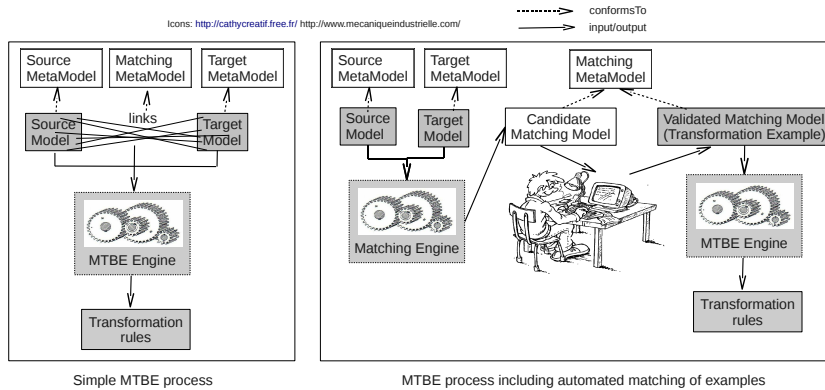 Icons: http://cathycreatif.free.fr/ http://www.mecaniqueindustrielle.com/
conformsTo
input/output
Source
MetaModel
Matching
MetaModel
Target
MetaModel
links
Source
Model
Target
Model
MTBE Engine
Transformation
rules
Simple MTBE process
Source
MetaModel
Target
MetaModel
Matching
MetaModel
Source
Model
Target
Model
Candidate
Matching Model
Validated Matching Model
(Transformation Example)
Matching Engine
MTBE Engine
Transformation
rules
MTBE process including automated matching of examples